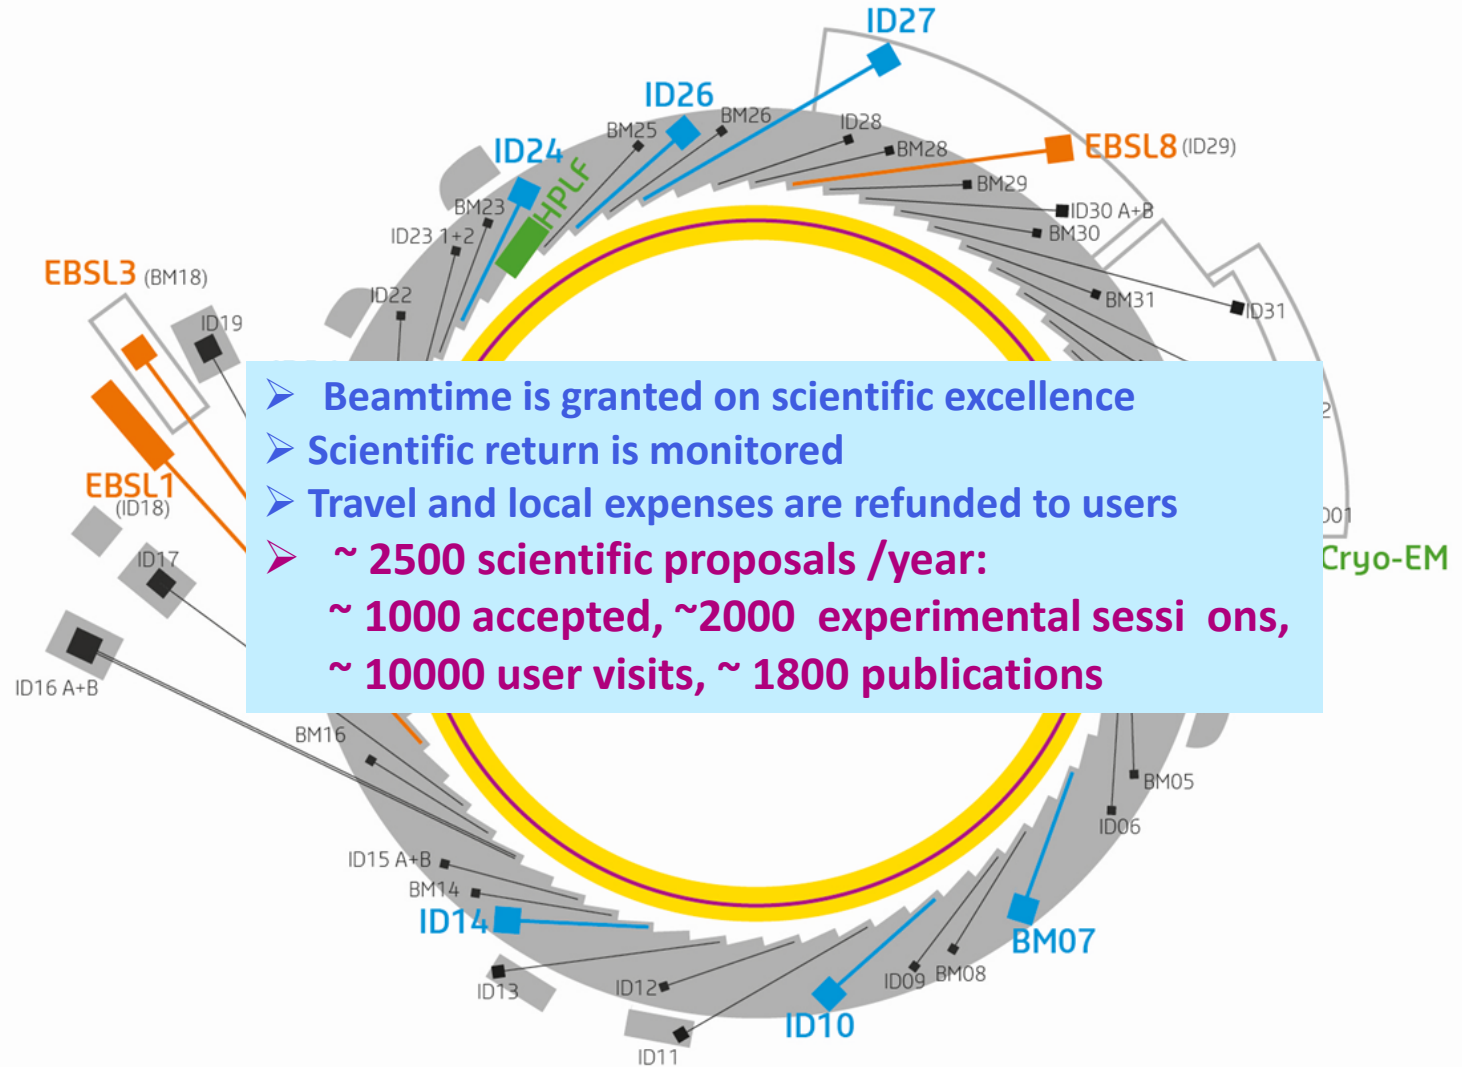 ID27
ID26
BM26
BM25
ID28
BM28
EBSL8 (ID29)
ID24
HPLF
BM29
BM23
ID30 A+B
BM30
ID23 1+2
EBSL3 (BM18)
ID22
BM31
ID31
ID19
➢ Beamtime is granted on scientific excellence
➢ Scientific return is monitored
➢ Travel and local expenses are refunded to users
➢ ~ 2500 scientific proposals /year:
~ 1000 accepted, ~2000 experimental sessi ons,
~ 10000 user visits, ~ 1800 publications
EBSL1
(ID18)
ID17
Cryo-EM
ID16 A+B
BM16
BM05
ID06
ID15 A+B
BM14
ID14
BM07
ID13
ID12
ID09
BM08
ID10
ID11